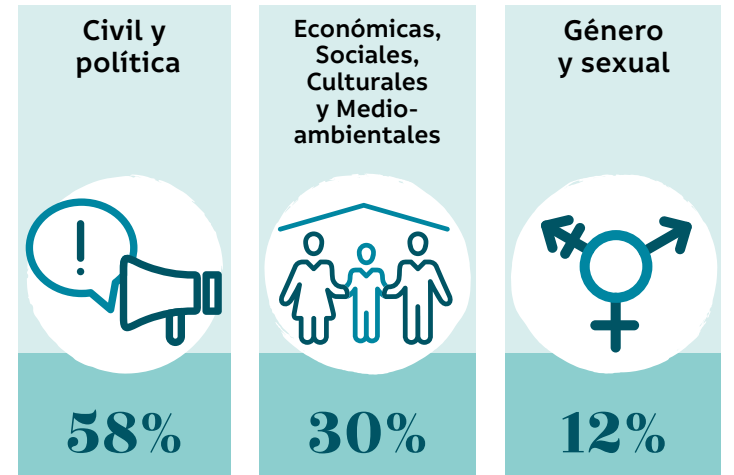 Civil y
política
58%
Económicas,
Sociales,
Culturales
y Medio-
ambientales
30%
Género
y sexual
12%